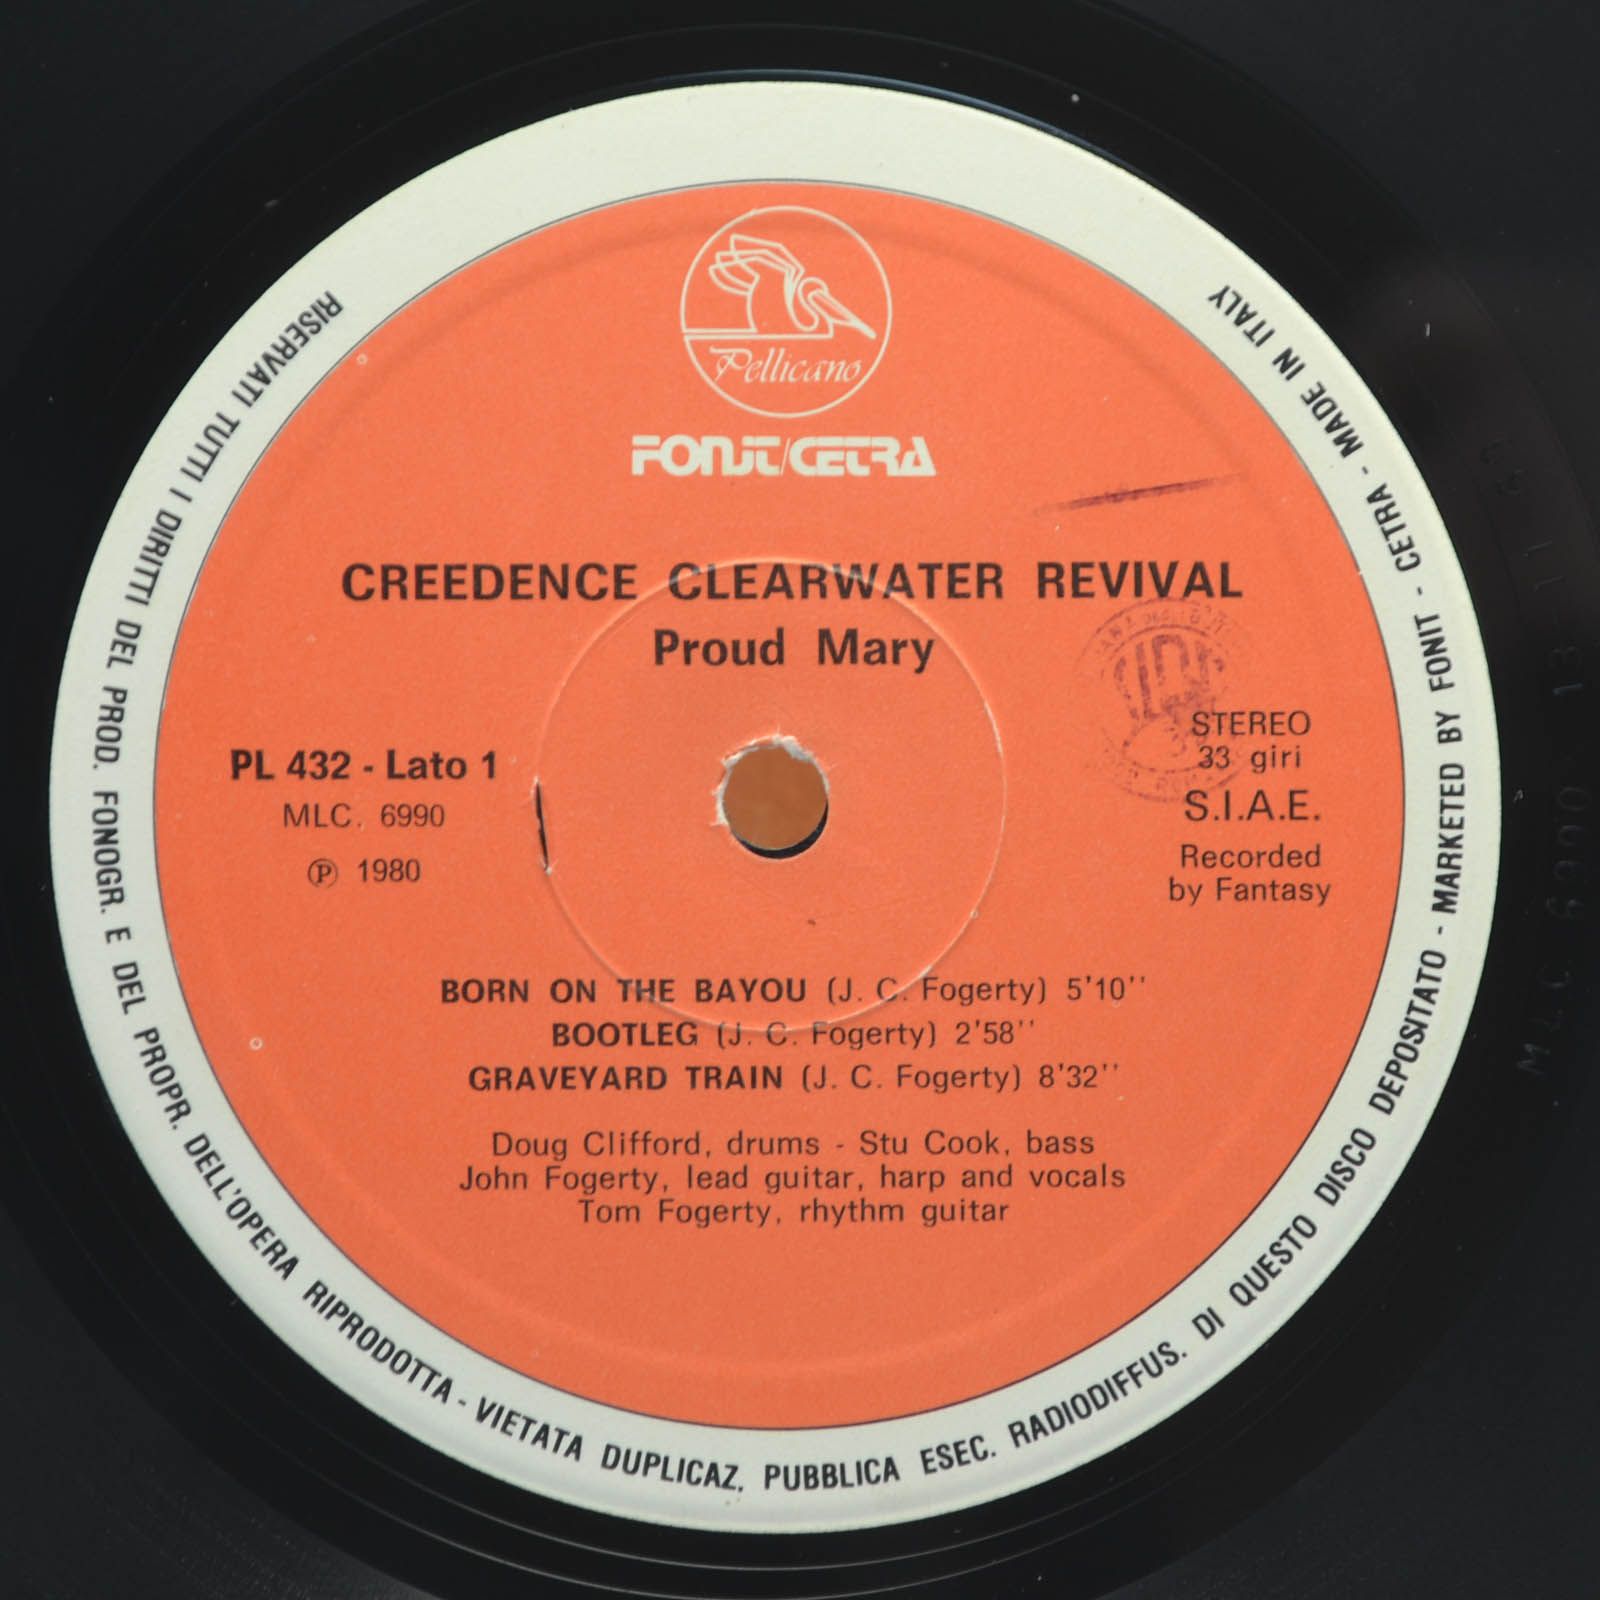 Pellicano
FONIT/CETRA
CREEDENCE CLEARWATER REVIVAL
Proud Mary
PL 432 - Lato 1
MLC. 6990
℗ 1980
STEREO
33 giri
S.I.A.E.
Recorded
by Fantasy
BORN ON THE BAYOU (J. C. Fogerty) 5'10''
BOOTLEG (J. C. Fogerty) 2'58''
GRAVEYARD TRAIN (J. C. Fogerty) 8'32''
Doug Clifford, drums - Stu Cook, bass
John Fogerty, lead guitar, harp and vocals
Tom Fogerty, rhythm guitar
RISERVATI TUTTI I DIRITTI DEL PROD. FONOGR. E DEL PROPR. DELL'OPERA RIPRODOTTA - VIETATA DUPLICAZ, PUBBLICA ESEC. RADIODIFFUS. DI QUESTO DISCO DEPOSITATO - MARKETED BY FONIT - CETRA - MADE IN ITALY